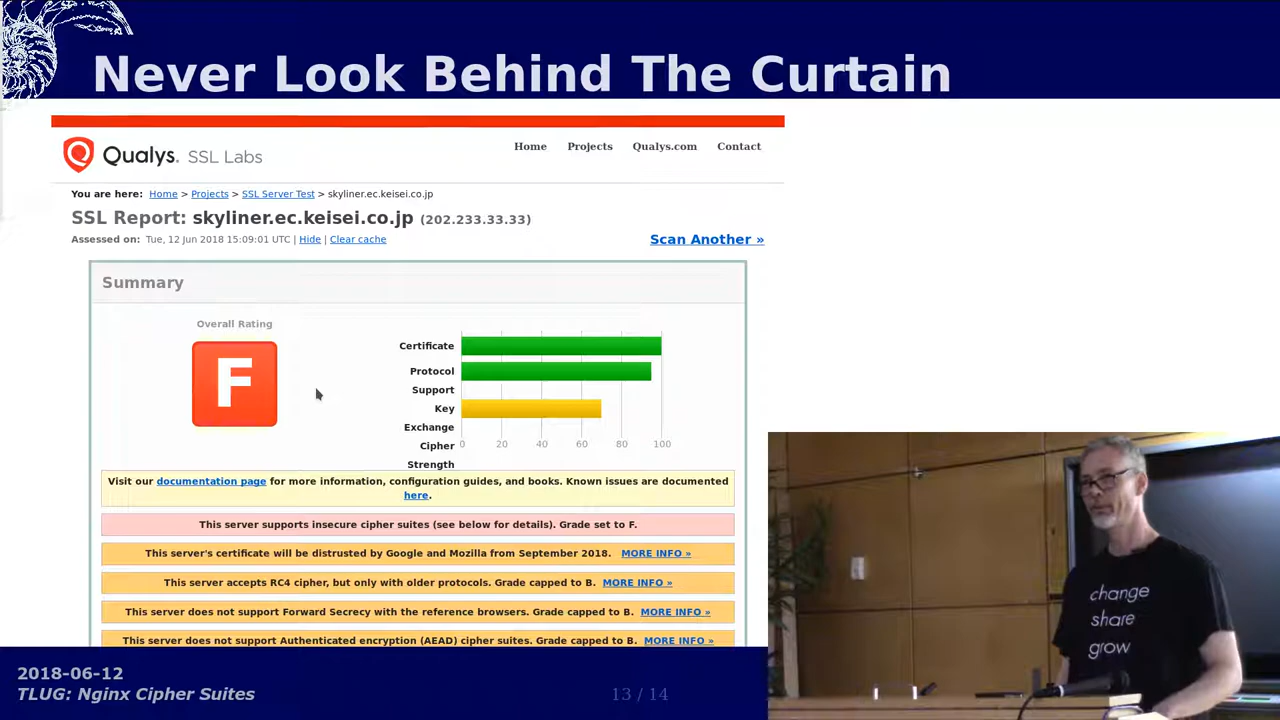 Never Look Behind The Curtain
Qualys. SSL Labs
Home Projects Qualys.com Contact
You are here: Home > Projects > SSL Server Test > skyliner.ec.keisei.co.jp
SSL Report: skyliner.ec.keisei.co.jp (202.233.33.33)
Assessed on: Tue, 12 Jun 2018 15:09:01 UTC | Hide | Clear cache
Scan Another »
Summary
Overall Rating
F
Certificate
Protocol
Support
Key
Exchange
Cipher
Strength
0 20 40 60 80 100
Visit our documentation page for more information, configuration guides, and books. Known issues are documented
here.
This server supports insecure cipher suites (see below for details). Grade set to F.
This server's certificate will be distrusted by Google and Mozilla from September 2018. MORE INFO »
This server accepts RC4 cipher, but only with older protocols. Grade capped to B. MORE INFO »
This server does not support Forward Secrecy with the reference browsers. Grade capped to B. MORE INFO »
This server does not support Authenticated encryption (AEAD) cipher suites. Grade capped to B. MORE INFO »
change
share
grow
2018-06-12
TLUG: Nginx Cipher Suites
13 / 14